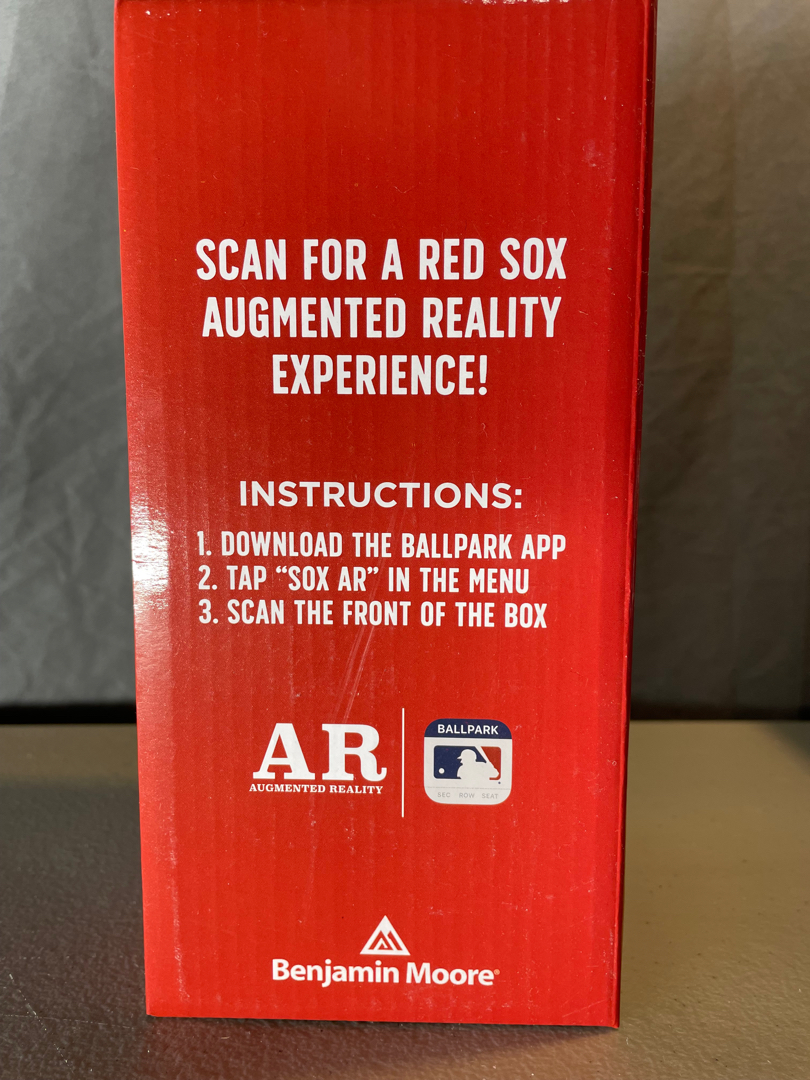 SCAN FOR A RED SOX
AUGMENTED REALITY
EXPERIENCE!
INSTRUCTIONS:
1. DOWNLOAD THE BALLPARK APP
2. TAP “SOX AR” IN THE MENU
3. SCAN THE FRONT OF THE BOX
AR
AUGMENTED REALITY
BALLPARK
SEC ROW SEAT
Benjamin Moore®